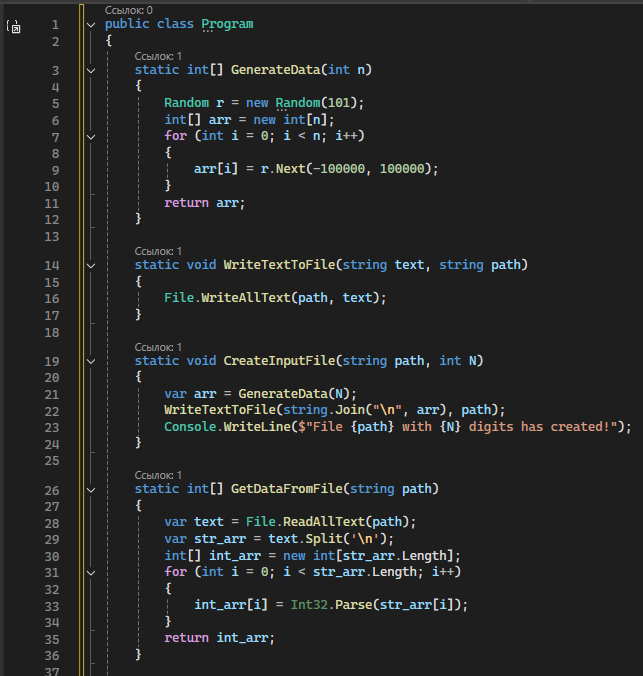 Ссылок: 0
1 public class Program
2 {
Ссылок: 1
3 static int[] GenerateData(int n)
4 {
5 Random r = new Random(101);
6 int[] arr = new int[n];
7 for (int i = 0; i < n; i++)
8 {
9 arr[i] = r.Next(-100000, 100000);
10 }
11 return arr;
12 }
13
Ссылок: 1
14 static void WriteTextToFile(string text, string path)
15 {
16 File.WriteAllText(path, text);
17 }
18
Ссылок: 1
19 static void CreateInputFile(string path, int N)
20 {
21 var arr = GenerateData(N);
22 WriteTextToFile(string.Join("\n", arr), path);
23 Console.WriteLine($"File {path} with {N} digits has created!");
24 }
25
Ссылок: 1
26 static int[] GetDataFromFile(string path)
27 {
28 var text = File.ReadAllText(path);
29 var str_arr = text.Split('\n');
30 int[] int_arr = new int[str_arr.Length];
31 for (int i = 0; i < str_arr.Length; i++)
32 {
33 int_arr[i] = Int32.Parse(str_arr[i]);
34 }
35 return int_arr;
36 }
37